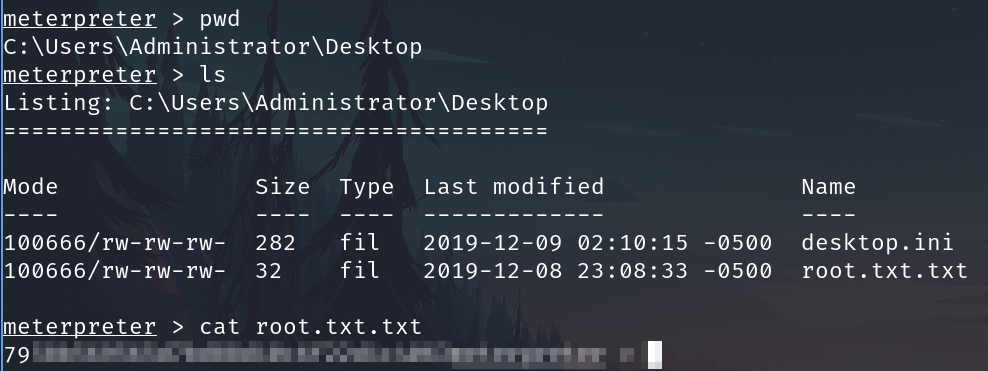 meterpreter > pwd
C:\Users\Administrator\Desktop
meterpreter > ls
Listing: C:\Users\Administrator\Desktop
=======================================
Mode Size Type Last modified Name
---- ---- ---- ------------- ----
100666/rw-rw-rw- 282 fil 2019-12-09 02:10:15 -0500 desktop.ini
100666/rw-rw-rw- 32 fil 2019-12-08 23:08:33 -0500 root.txt.txt
meterpreter > cat root.txt.txt
79